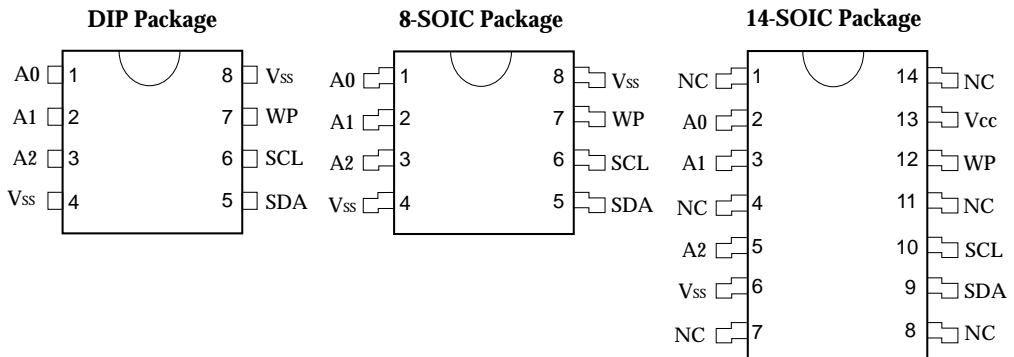 DIP Package
A0 1 8 Vss
A1 2 7 WP
A2 3 6 SCL
Vss 4 5 SDA
8-SOIC Package
A0 1 8 Vss
A1 2 7 WP
A2 3 6 SCL
Vss 4 5 SDA
14-SOIC Package
NC 1 14 NC
A0 2 13 Vcc
A1 3 12 WP
NC 4 11 NC
A2 5 10 SCL
Vss 6 9 SDA
NC 7 8 NC